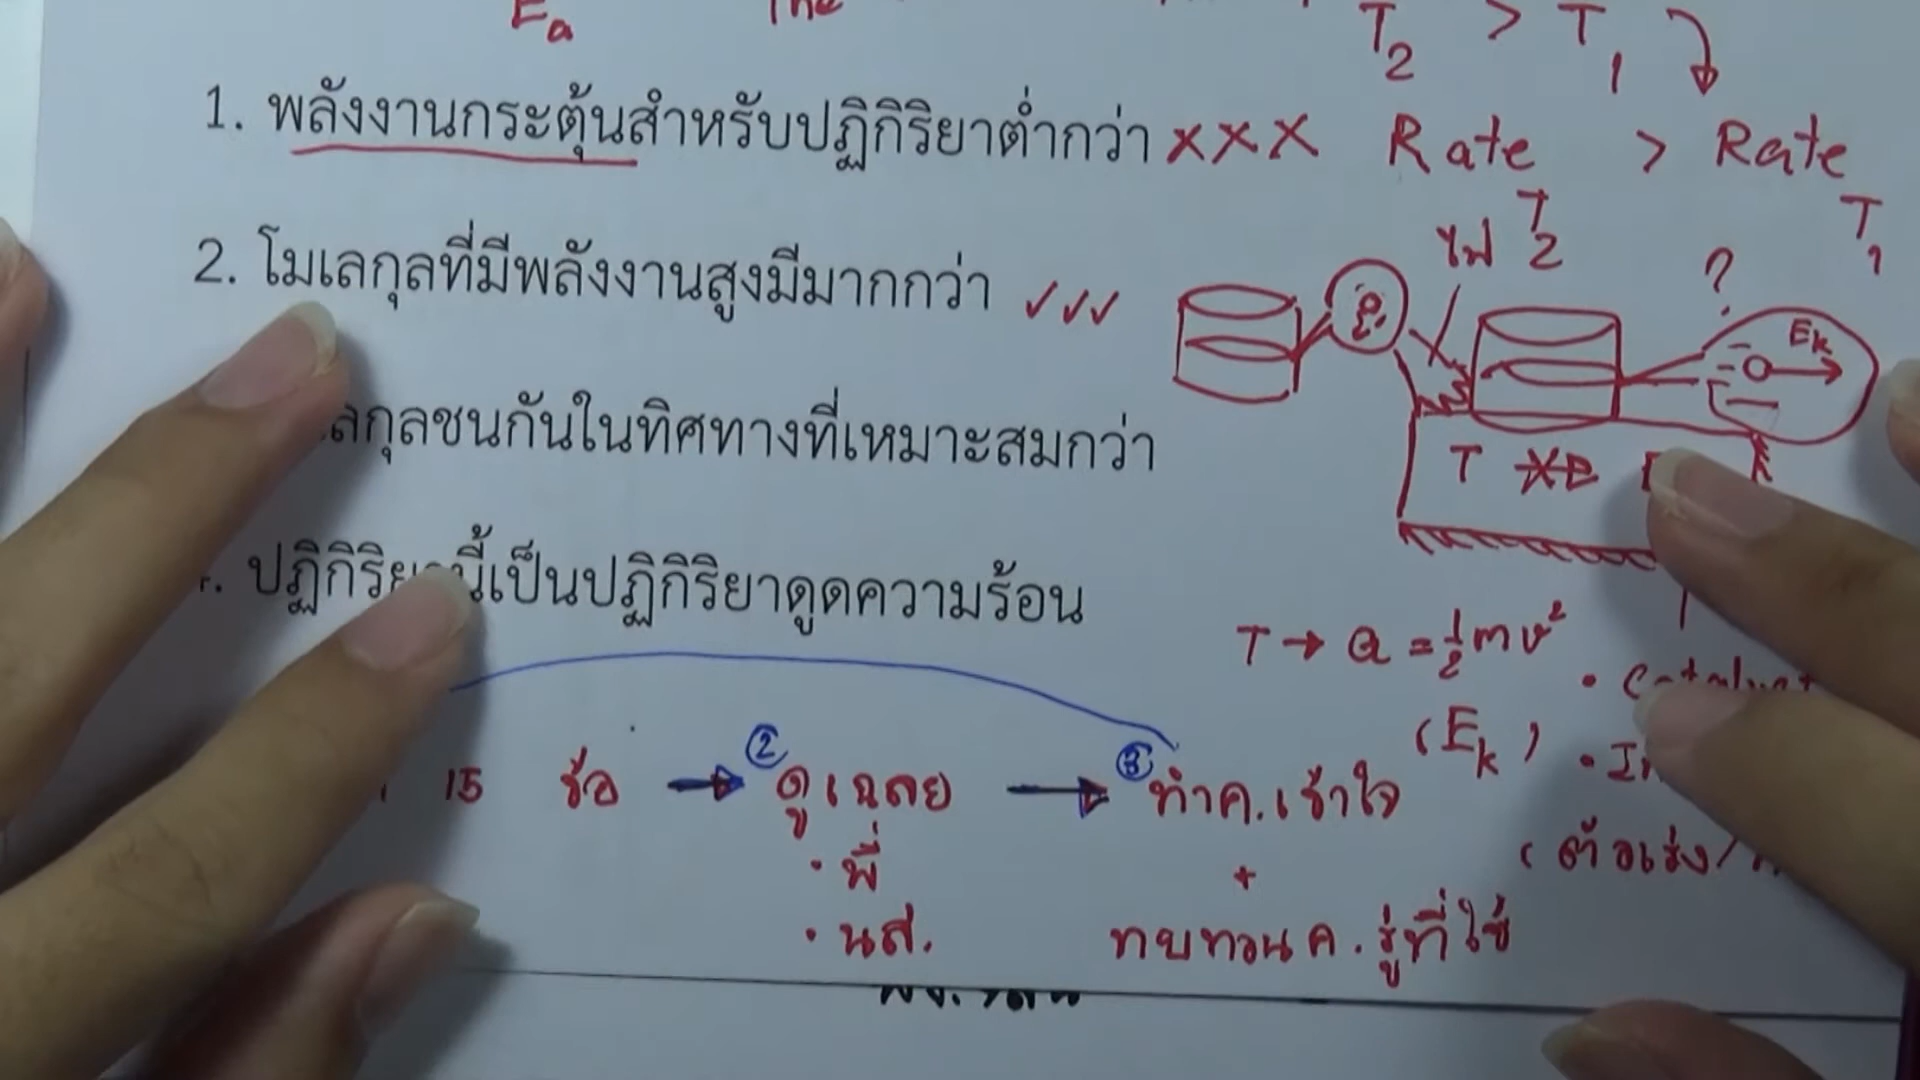 Ea The T2 > T1
1. พลังงานกระตุ้นสำหรับปฏิกิริยาต่ำกว่า xxx Rate T2 > Rate T1
ไฟ ?
2. โมเลกุลที่มีพลังงานสูงมีมากกว่า ✓✓✓
Ek
ลกุลชนกันในทิศทางที่เหมาะสมกว่า
T
. ปฏิกิริยานี้เป็นปฏิกิริยาดูดความร้อน
T → Q = ½mv²
(Ek)
15 ข้อ → ② ดูเฉลย → ③ ทำค.เข้าใจ
• พี่ +
(ตัวเร่ง/
• นส. ทบทวนค.รู้ที่ใช้